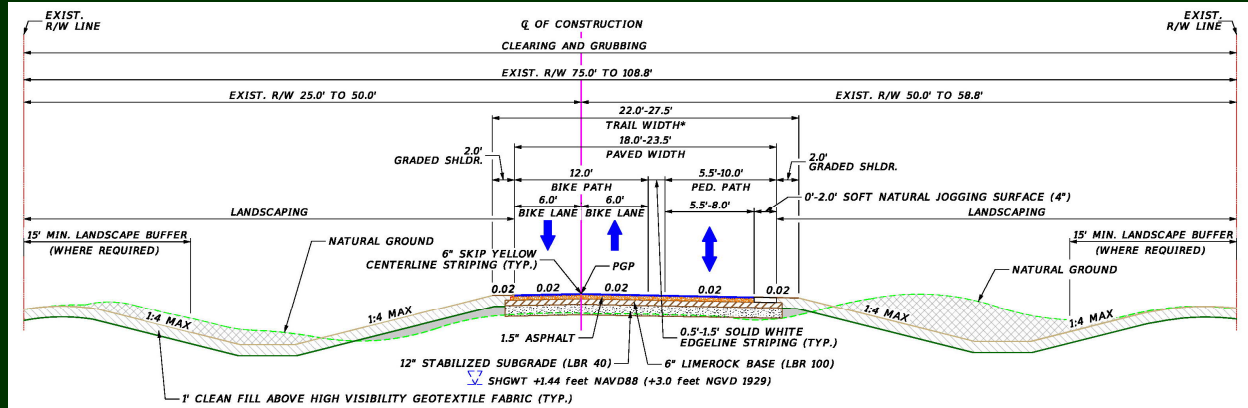 EXIST.
R/W LINE
℄ OF CONSTRUCTION
EXIST.
R/W LINE
CLEARING AND GRUBBING
EXIST. R/W 75.0' TO 108.8'
EXIST. R/W 25.0' TO 50.0'
EXIST. R/W 50.0' TO 58.8'
22.0'-27.5'
TRAIL WIDTH*
18.0'-23.5'
PAVED WIDTH
2.0'
GRADED SHLDR.
2.0'
GRADED SHLDR.
12.0'
BIKE PATH
5.5'-10.0'
PED. PATH
6.0'
BIKE LANE
6.0'
BIKE LANE
5.5'-8.0'
0'-2.0' SOFT NATURAL JOGGING SURFACE (4")
LANDSCAPING
LANDSCAPING
15' MIN. LANDSCAPE BUFFER
(WHERE REQUIRED)
NATURAL GROUND
15' MIN. LANDSCAPE BUFFER
(WHERE REQUIRED)
NATURAL GROUND
6" SKIP YELLOW
CENTERLINE STRIPING (TYP.)
PGP
0.02 0.02 0.02 0.02 0.02
1:4 MAX
1:4 MAX
1:4 MAX
1:4 MAX
1.5" ASPHALT
0.5'-1.5' SOLID WHITE
EDGELINE STRIPING (TYP.)
12" STABILIZED SUBGRADE (LBR 40)
6" LIMEROCK BASE (LBR 100)
SHGWT +1.44 feet NAVD88 (+3.0 feet NGVD 1929)
1' CLEAN FILL ABOVE HIGH VISIBILITY GEOTEXTILE FABRIC (TYP.)